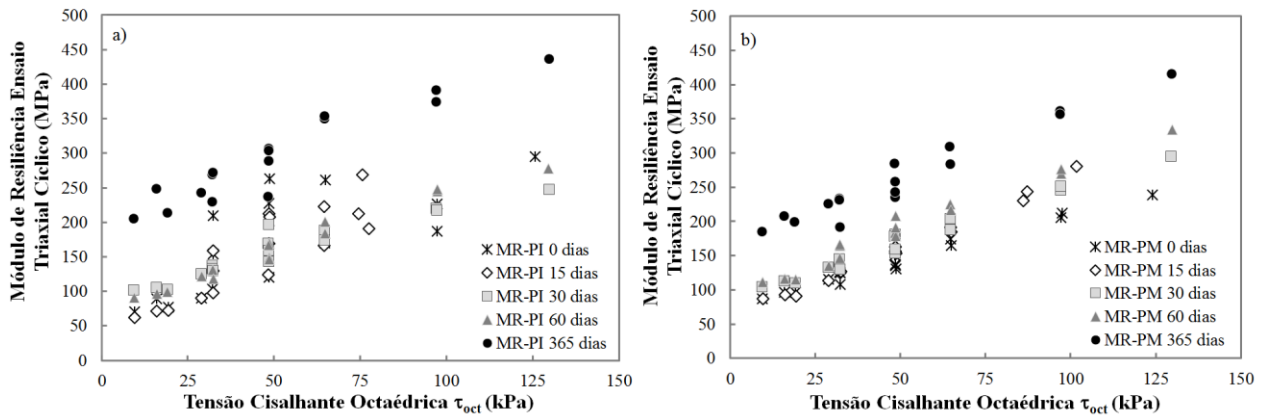 a)
Módulo de Resiliência Ensaio
Triaxial Cíclico (MPa)
500
450
400
350
300
250
200
150
100
50
0
0 25 50 75 100 125 150
Tensão Cisalhante Octaédrica τoct (kPa)
MR-PI 0 dias
MR-PI 15 dias
MR-PI 30 dias
MR-PI 60 dias
MR-PI 365 dias
b)
Módulo de Resiliência Ensaio
Triaxial Cíclico (MPa)
500
450
400
350
300
250
200
150
100
50
0
0 25 50 75 100 125 150
Tensão Cisalhante Octaédrica τoct (kPa)
MR-PM 0 dias
MR-PM 15 dias
MR-PM 30 dias
MR-PM 60 dias
MR-PM 365 dias